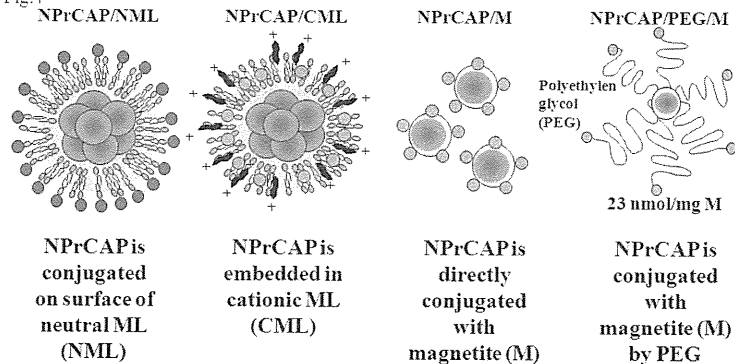 NPrCAP/NML
NPrCAP/CML
NPrCAP/M
NPrCAP/PEG/M
+ + + + + + + + + + + +
Polyethylen
glycol
(PEG)
23 nmol/mg M
NPrCAP is
conjugated
on surface of
neutral ML
(NML)
NPrCAP is
embedded in
cationic ML
(CML)
NPrCAP is
directly
conjugated
with
magnetite (M)
NPrCAP is
conjugated
with
magnetite (M)
by PEG